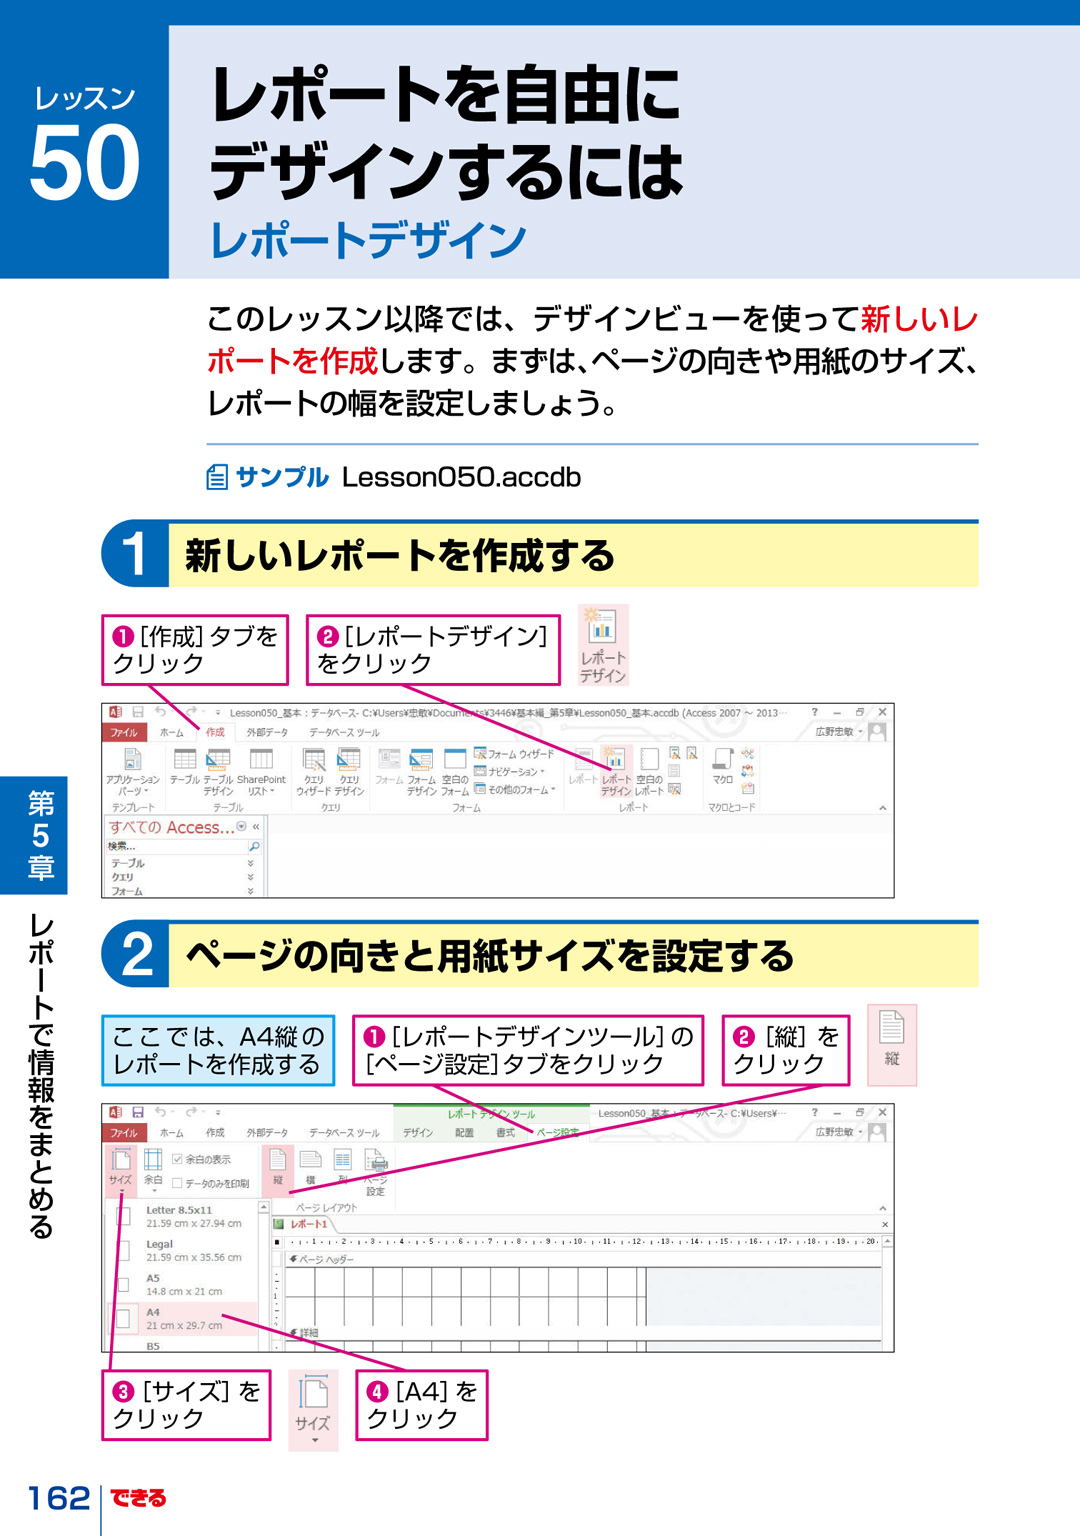 レッスン
50
レポートを自由に
デザインするには
レポートデザイン
このレッスン以降では、デザインビューを使って新しいレ
ポートを作成します。まずは、ページの向きや用紙のサイズ、
レポートの幅を設定しましょう。
サンプル Lesson050.accdb
1 新しいレポートを作成する
❶[作成]タブを
クリック
❷[レポートデザイン]
をクリック
レポート
デザイン
Lesson050_基本：データベース- C:¥Users¥忠敏¥Documents¥3446¥基本編_第5章¥Lesson050_基本.accdb (Access 2007 ～ 2013…
ファイル ホーム 作成 外部データ データベース ツール 広野忠敏
アプリケーション
パーツ
テーブル
テーブル
デザイン
SharePoint
リスト
クエリ
ウィザード
クエリ
デザイン
フォーム
フォーム
デザイン
空白の
フォーム
フォーム ウィザード
ナビゲーション
その他のフォーム
レポート
レポート
デザイン
空白の
レポート
マクロ
テンプレート テーブル クエリ フォーム レポート マクロとコード
すべての Access... «
検索...
テーブル
クエリ
フォーム
2 ページの向きと用紙サイズを設定する
ここでは、A4縦の
レポートを作成する
❶[レポートデザインツール]の
[ページ設定]タブをクリック
❷[縦]を
クリック
縦
レポート デザイン ツール Lesson050_基本：データベース- C:¥Users¥…
ファイル ホーム 作成 外部データ データベース ツール デザイン 配置 書式 ページ設定 広野忠敏
サイズ
余白
余白の表示
データのみを印刷
縦
横
列
ページ
設定
ページ レイアウト
Letter 8.5x11
21.59 cm x 27.94 cm
Legal
21.59 cm x 35.56 cm
A5
14.8 cm x 21 cm
A4
21 cm x 29.7 cm
B5
レポート1
1 2 3 4 5 6 7 8 9 10 11 12 13 14 15 16 17 18 19 20
ページ ヘッダー
1
詳細
❸[サイズ]を
クリック
サイズ
❹[A4]を
クリック
第5章
レポートで情報をまとめる
162 できる